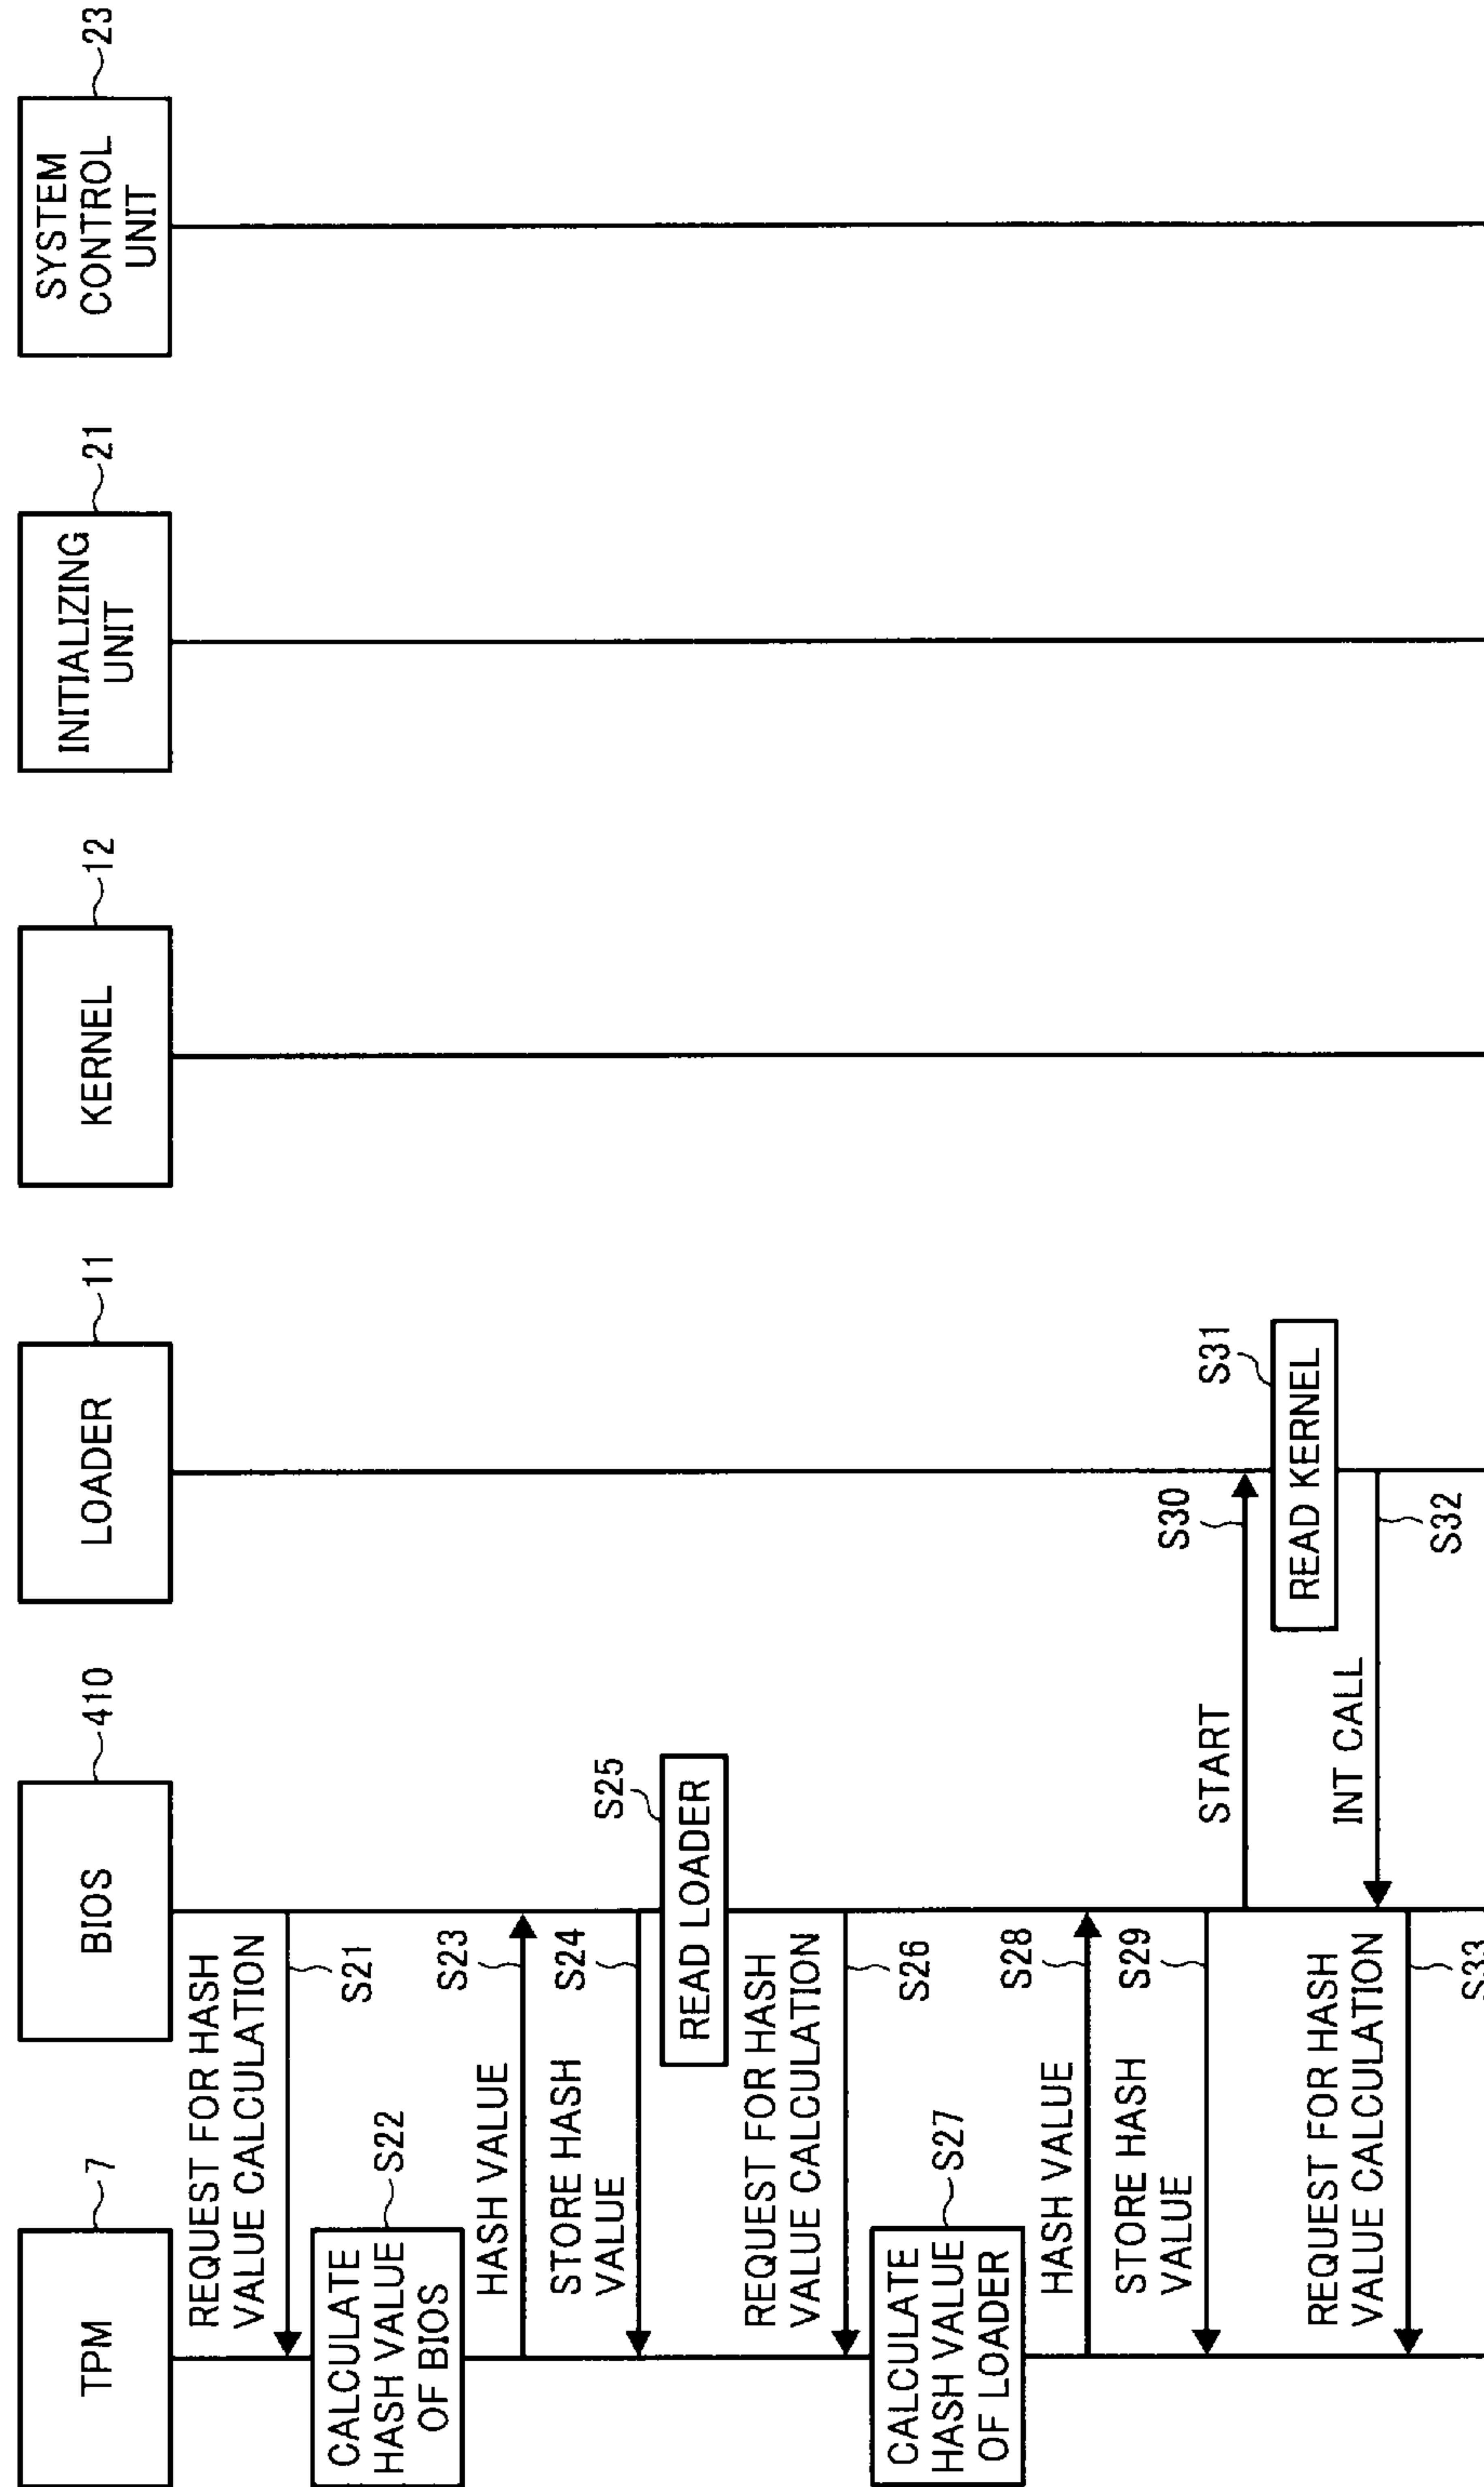 TPM
7
BIOS
410
LOADER
11
KERNEL
12
INITIALIZING
UNIT
21
SYSTEM
CONTROL
UNIT
23
REQUEST FOR HASH
VALUE CALCULATION
S21
CALCULATE
HASH VALUE
OF BIOS
S22
HASH VALUE
S23
STORE HASH
VALUE
S24
READ LOADER
S25
REQUEST FOR HASH
VALUE CALCULATION
S26
CALCULATE
HASH VALUE
OF LOADER
S27
HASH VALUE
S28
STORE HASH
VALUE
S29
START
S30
READ KERNEL
S31
INT CALL
S32
REQUEST FOR HASH
VALUE CALCULATION
S33